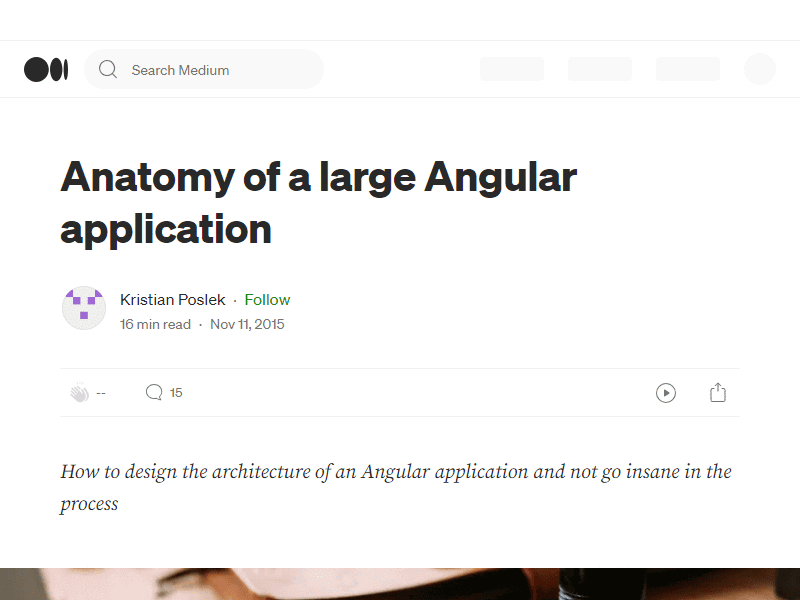 Search Medium
Anatomy of a large Angular
application
Kristian Poslek · Follow
16 min read · Nov 11, 2015
-- 15
How to design the architecture of an Angular application and not go insane in the
process